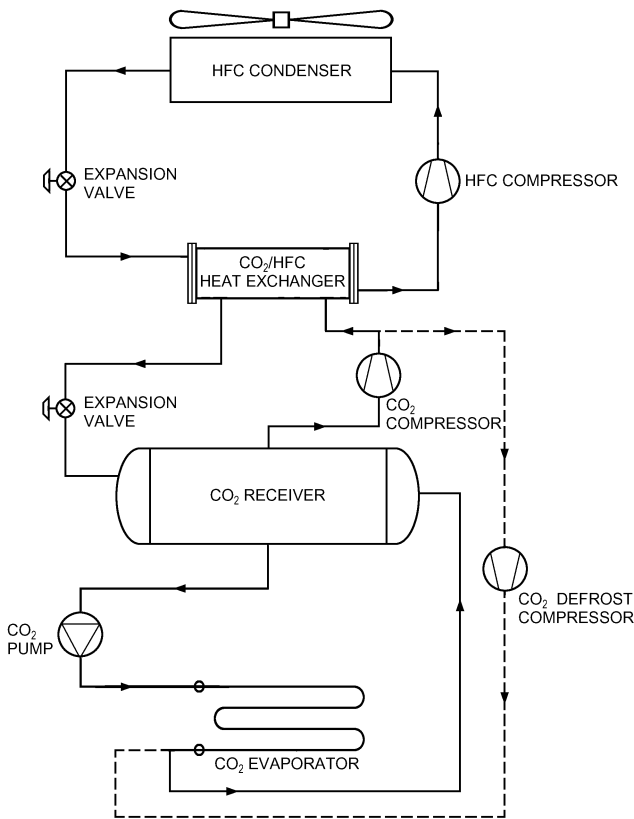 HFC CONDENSER
EXPANSION
VALVE
HFC COMPRESSOR
CO₂/HFC
HEAT EXCHANGER
EXPANSION
VALVE
CO₂
COMPRESSOR
CO₂ RECEIVER
CO₂ DEFROST
COMPRESSOR
CO₂
PUMP
CO₂ EVAPORATOR